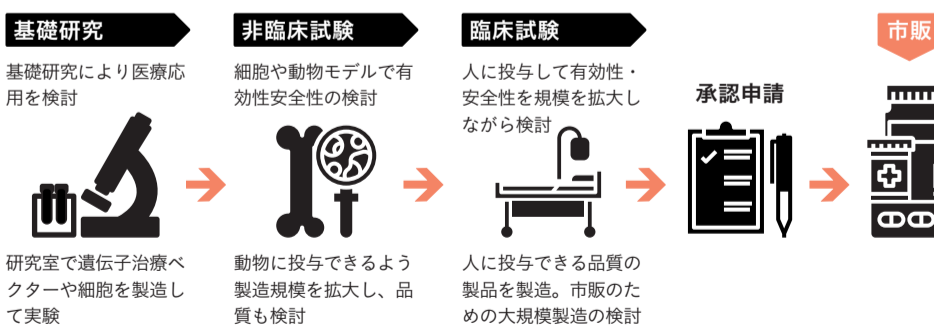 基礎研究
基礎研究により医療応
用を検討
研究室で遺伝子治療ベ
クターや細胞を製造し
て実験
非臨床試験
細胞や動物モデルで有
効性安全性の検討
動物に投与できるよう
製造規模を拡大し、品
質も検討
臨床試験
人に投与して有効性・
安全性を規模を拡大し
ながら検討
人に投与できる品質の
製品を製造。市販のた
めの大規模製造の検討
承認申請
市販